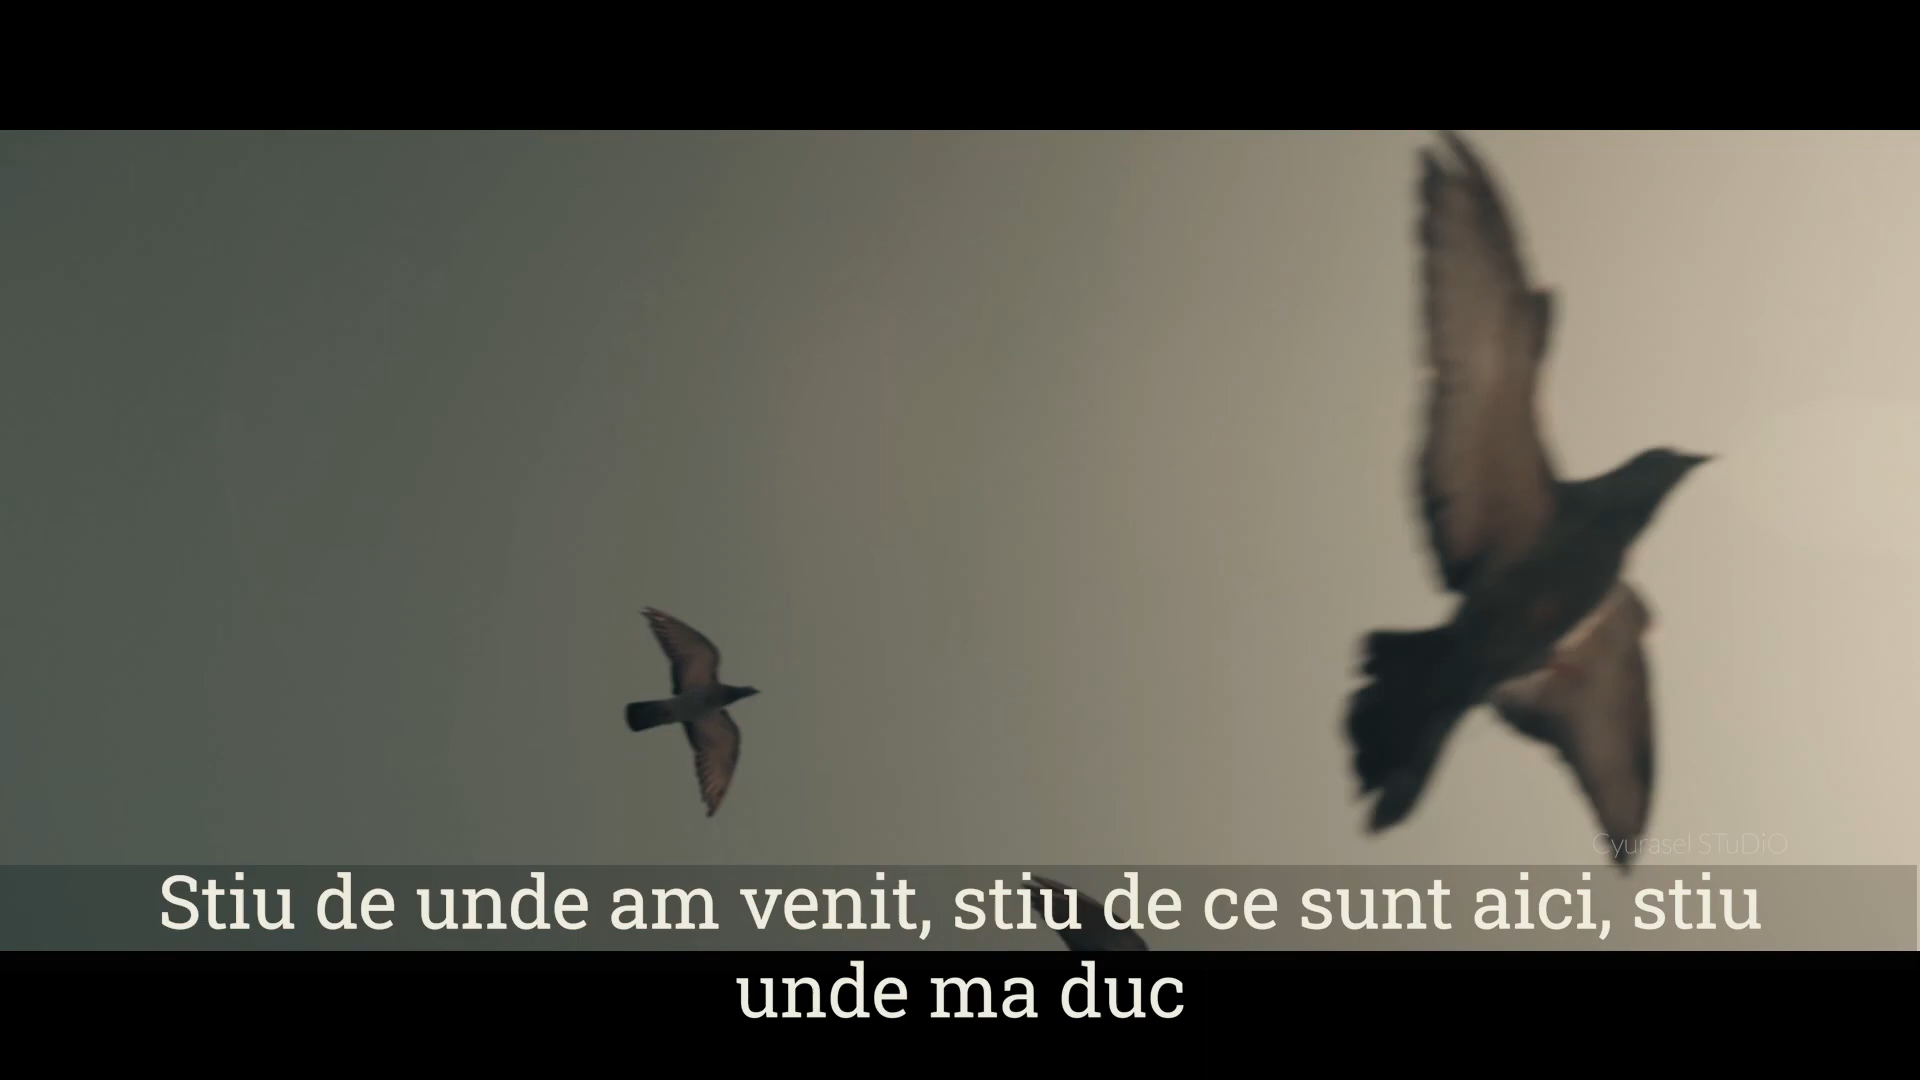 Cyurasel STuDiO
Stiu de unde am venit, stiu de ce sunt aici, stiu
unde ma duc